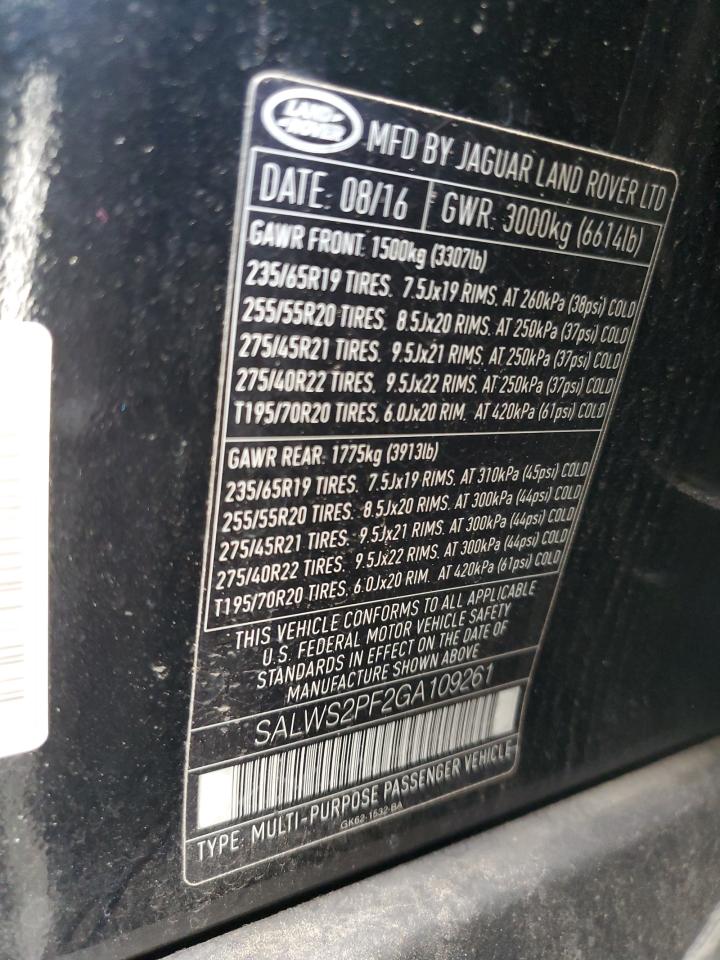 LAND ROVER
MFD BY JAGUAR LAND ROVER LTD
DATE: 08/16 GWR: 3000kg (6614lb)
GAWR FRONT: 1500kg (3307lb)
235/65R19 TIRES. 7.5Jx19 RIMS. AT 260kPa (38psi) COLD
255/55R20 TIRES. 8.5Jx20 RIMS. AT 250kPa (37psi) COLD
275/45R21 TIRES. 9.5Jx21 RIMS. AT 250kPa (37psi) COLD
275/40R22 TIRES. 9.5Jx22 RIMS. AT 250kPa (37psi) COLD
T195/70R20 TIRES. 6.0Jx20 RIM. AT 420kPa (61psi) COLD
GAWR REAR: 1775kg (3913lb)
235/65R19 TIRES. 7.5Jx19 RIMS. AT 310kPa (45psi) COLD
255/55R20 TIRES. 8.5Jx20 RIMS. AT 300kPa (44psi) COLD
275/45R21 TIRES. 9.5Jx21 RIMS. AT 300kPa (44psi) COLD
275/40R22 TIRES. 9.5Jx22 RIMS. AT 300kPa (44psi) COLD
T195/70R20 TIRES. 6.0Jx20 RIM. AT 420kPa (61psi) COLD
THIS VEHICLE CONFORMS TO ALL APPLICABLE
U.S. FEDERAL MOTOR VEHICLE SAFETY
STANDARDS IN EFFECT ON THE DATE OF
MANUFACTURE SHOWN ABOVE
SALWS2PF2GA109261
TYPE: MULTI-PURPOSE PASSENGER VEHICLE
GK62-1532-BA